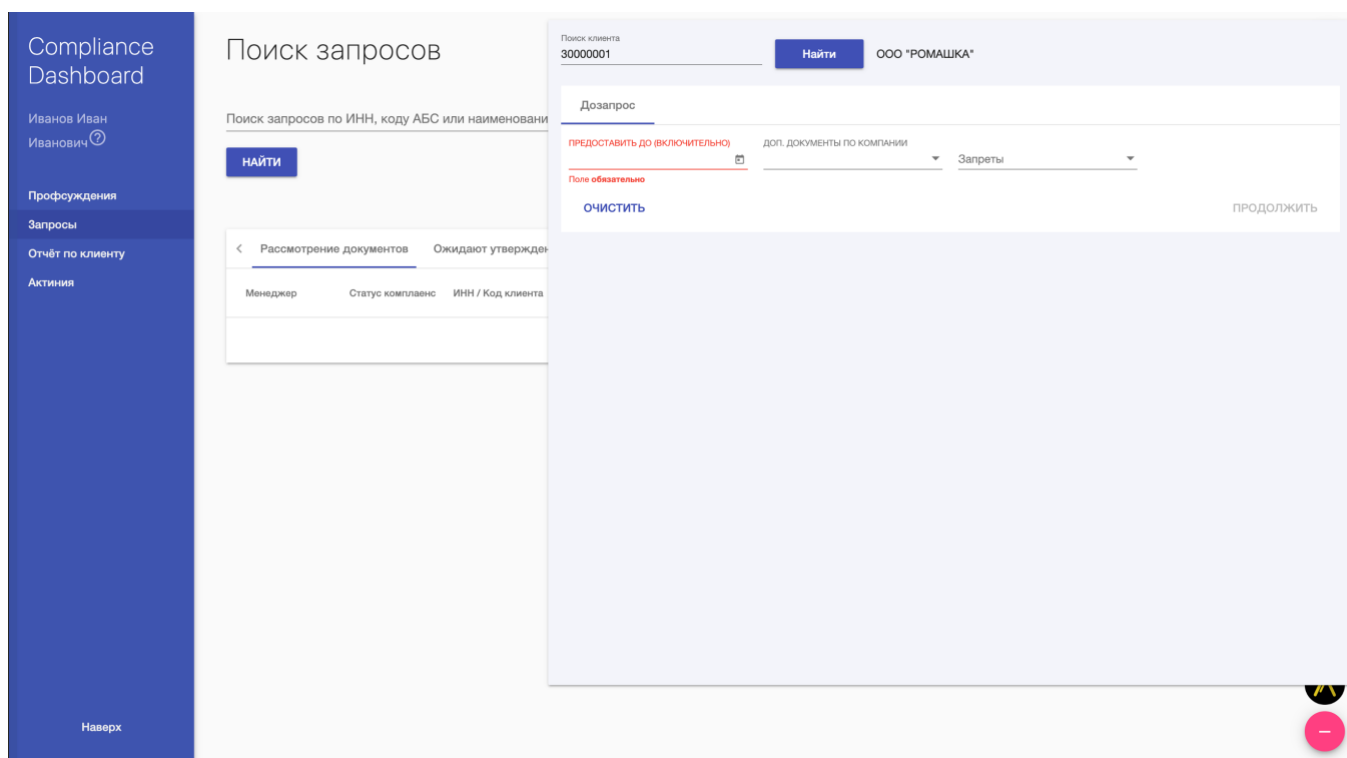 Compliance
Dashboard
Иванов Иван
Иванович
Профсуждения
Запросы
Отчёт по клиенту
Актиния
Наверх
Поиск запросов
Поиск запросов по ИНН, коду АБС или наименовани
НАЙТИ
Рассмотрение документов Ожидают утвержден
Менеджер Статус комплаенс ИНН / Код клиента
Поиск клиента
30000001 Найти ООО "РОМАШКА"
Дозапрос
ПРЕДОСТАВИТЬ ДО (ВКЛЮЧИТЕЛЬНО) ДОП. ДОКУМЕНТЫ ПО КОМПАНИИ
Запреты
Поле обязательно
ОЧИСТИТЬ ПРОДОЛЖИТЬ